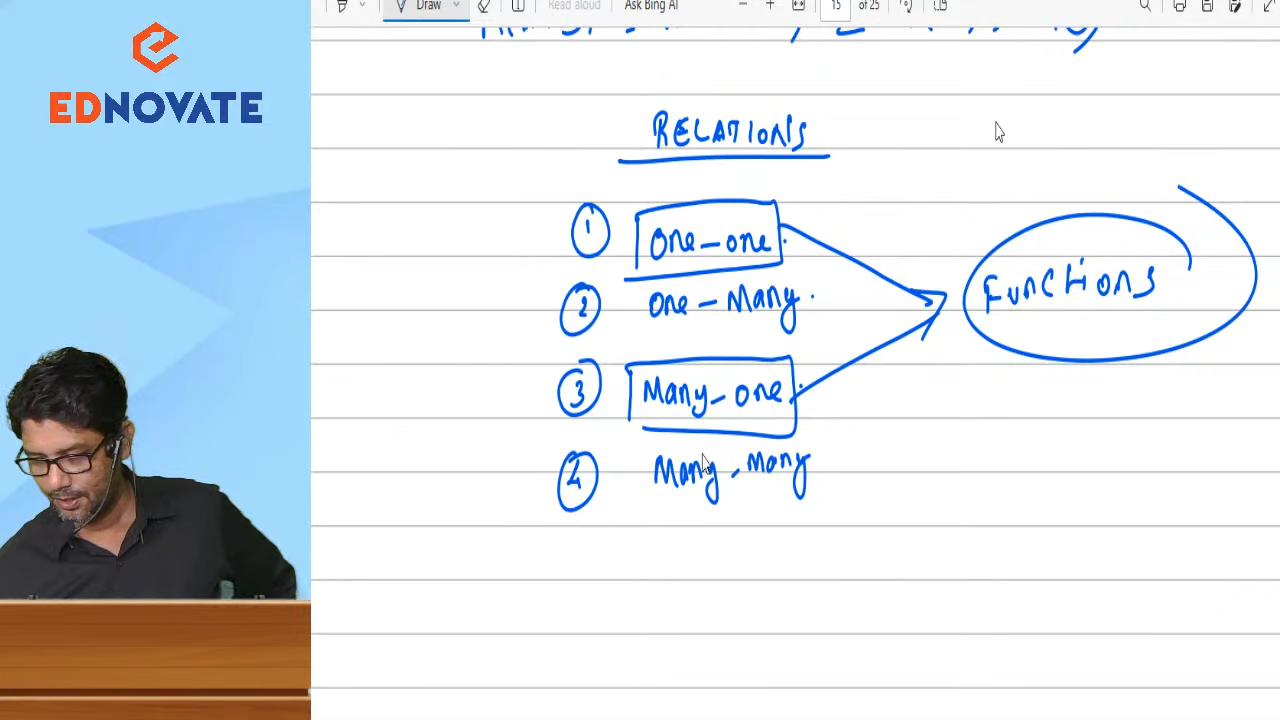 Draw
Read aloud
Ask Bing AI
15
of 25
EDNOVATE
RELATIONS
1 One-one.
2 One-Many.
3 Many-one.
4 Many-Many
Functions